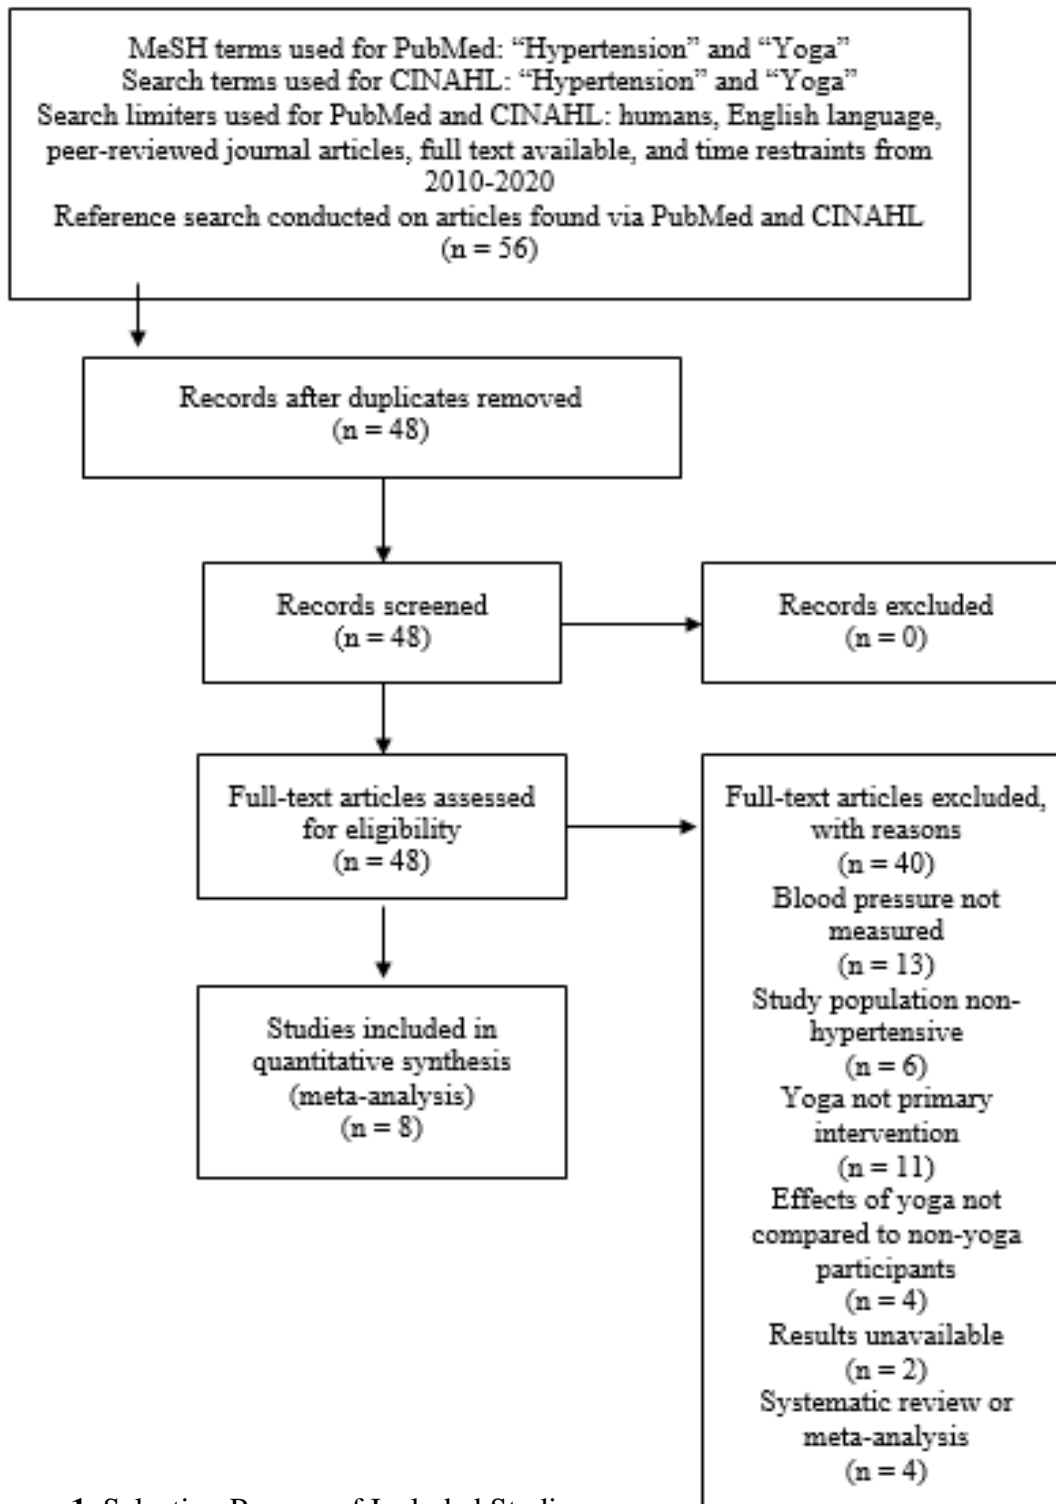 MeSH terms used for PubMed: “Hypertension” and “Yoga”
Search terms used for CINAHL: “Hypertension” and “Yoga”
Search limiters used for PubMed and CINAHL: humans, English language,
peer-reviewed journal articles, full text available, and time restraints from
2010-2020
Reference search conducted on articles found via PubMed and CINAHL
(n = 56)
Records after duplicates removed
(n = 48)
Records screened
(n = 48)
Records excluded
(n = 0)
Full-text articles assessed
for eligibility
(n = 48)
Full-text articles excluded,
with reasons
(n = 40)
Blood pressure not
measured
(n = 13)
Study population non-
hypertensive
(n = 6)
Yoga not primary
intervention
(n = 11)
Effects of yoga not
compared to non-yoga
participants
(n = 4)
Results unavailable
(n = 2)
Systematic review or
meta-analysis
(n = 4)
Studies included in
quantitative synthesis
(meta-analysis)
(n = 8)
1. Selection Process of Included Studies